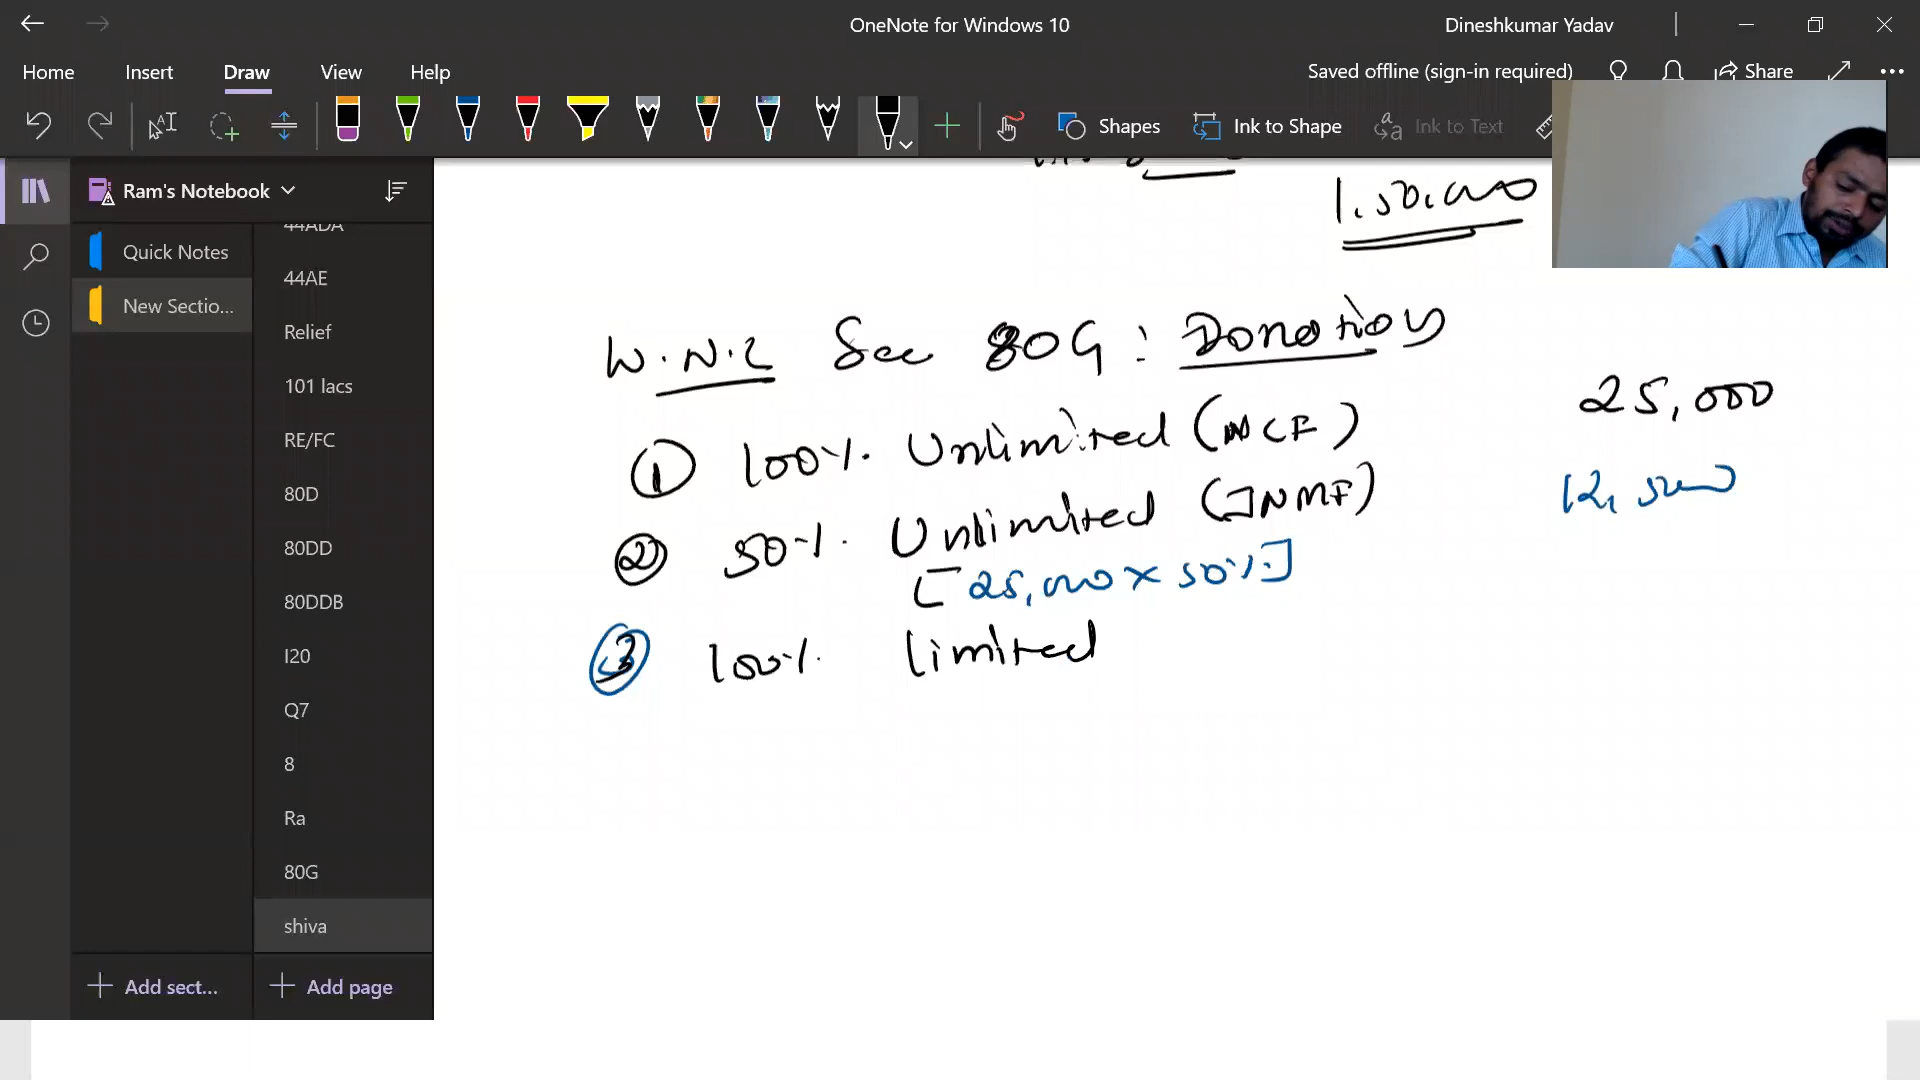 OneNote for Windows 10
Dineshkumar Yadav
Home Insert Draw View Help
Saved offline (sign-in required)
Share
Shapes
Ink to Shape
Ink to Text
Ram's Notebook
Quick Notes
New Sectio...
44ADA
44AE
Relief
101 lacs
RE/FC
80D
80DD
80DDB
I20
Q7
8
Ra
80G
shiva
Add sect...
Add page
1,50,000
W.N.2 Sec 80G : Donations
① 100%. Unlimited (NCF) 25,000
② 50%. Unlimited (JNMF) 12,500
[25,000 x 50%.]
③ 100%. limited